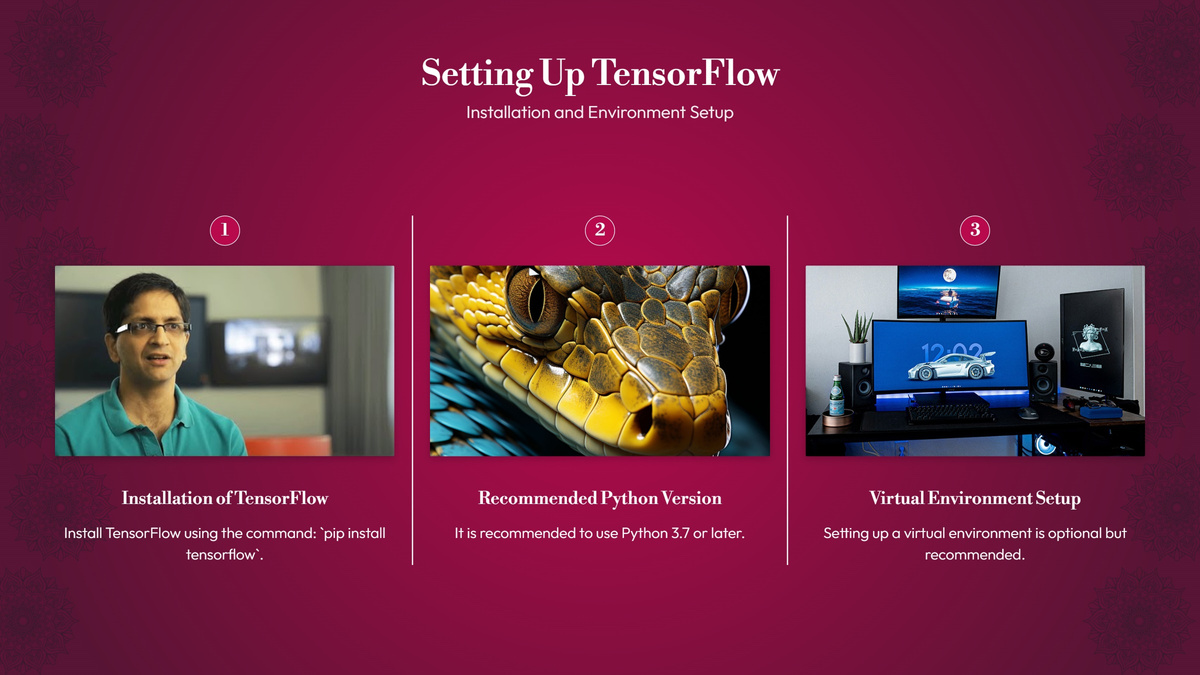 Setting Up TensorFlow
Installation and Environment Setup
1
2
3
12:02
Installation of TensorFlow
Install TensorFlow using the command: `pip install
tensorflow`.
Recommended Python Version
It is recommended to use Python 3.7 or later.
Virtual Environment Setup
Setting up a virtual environment is optional but
recommended.